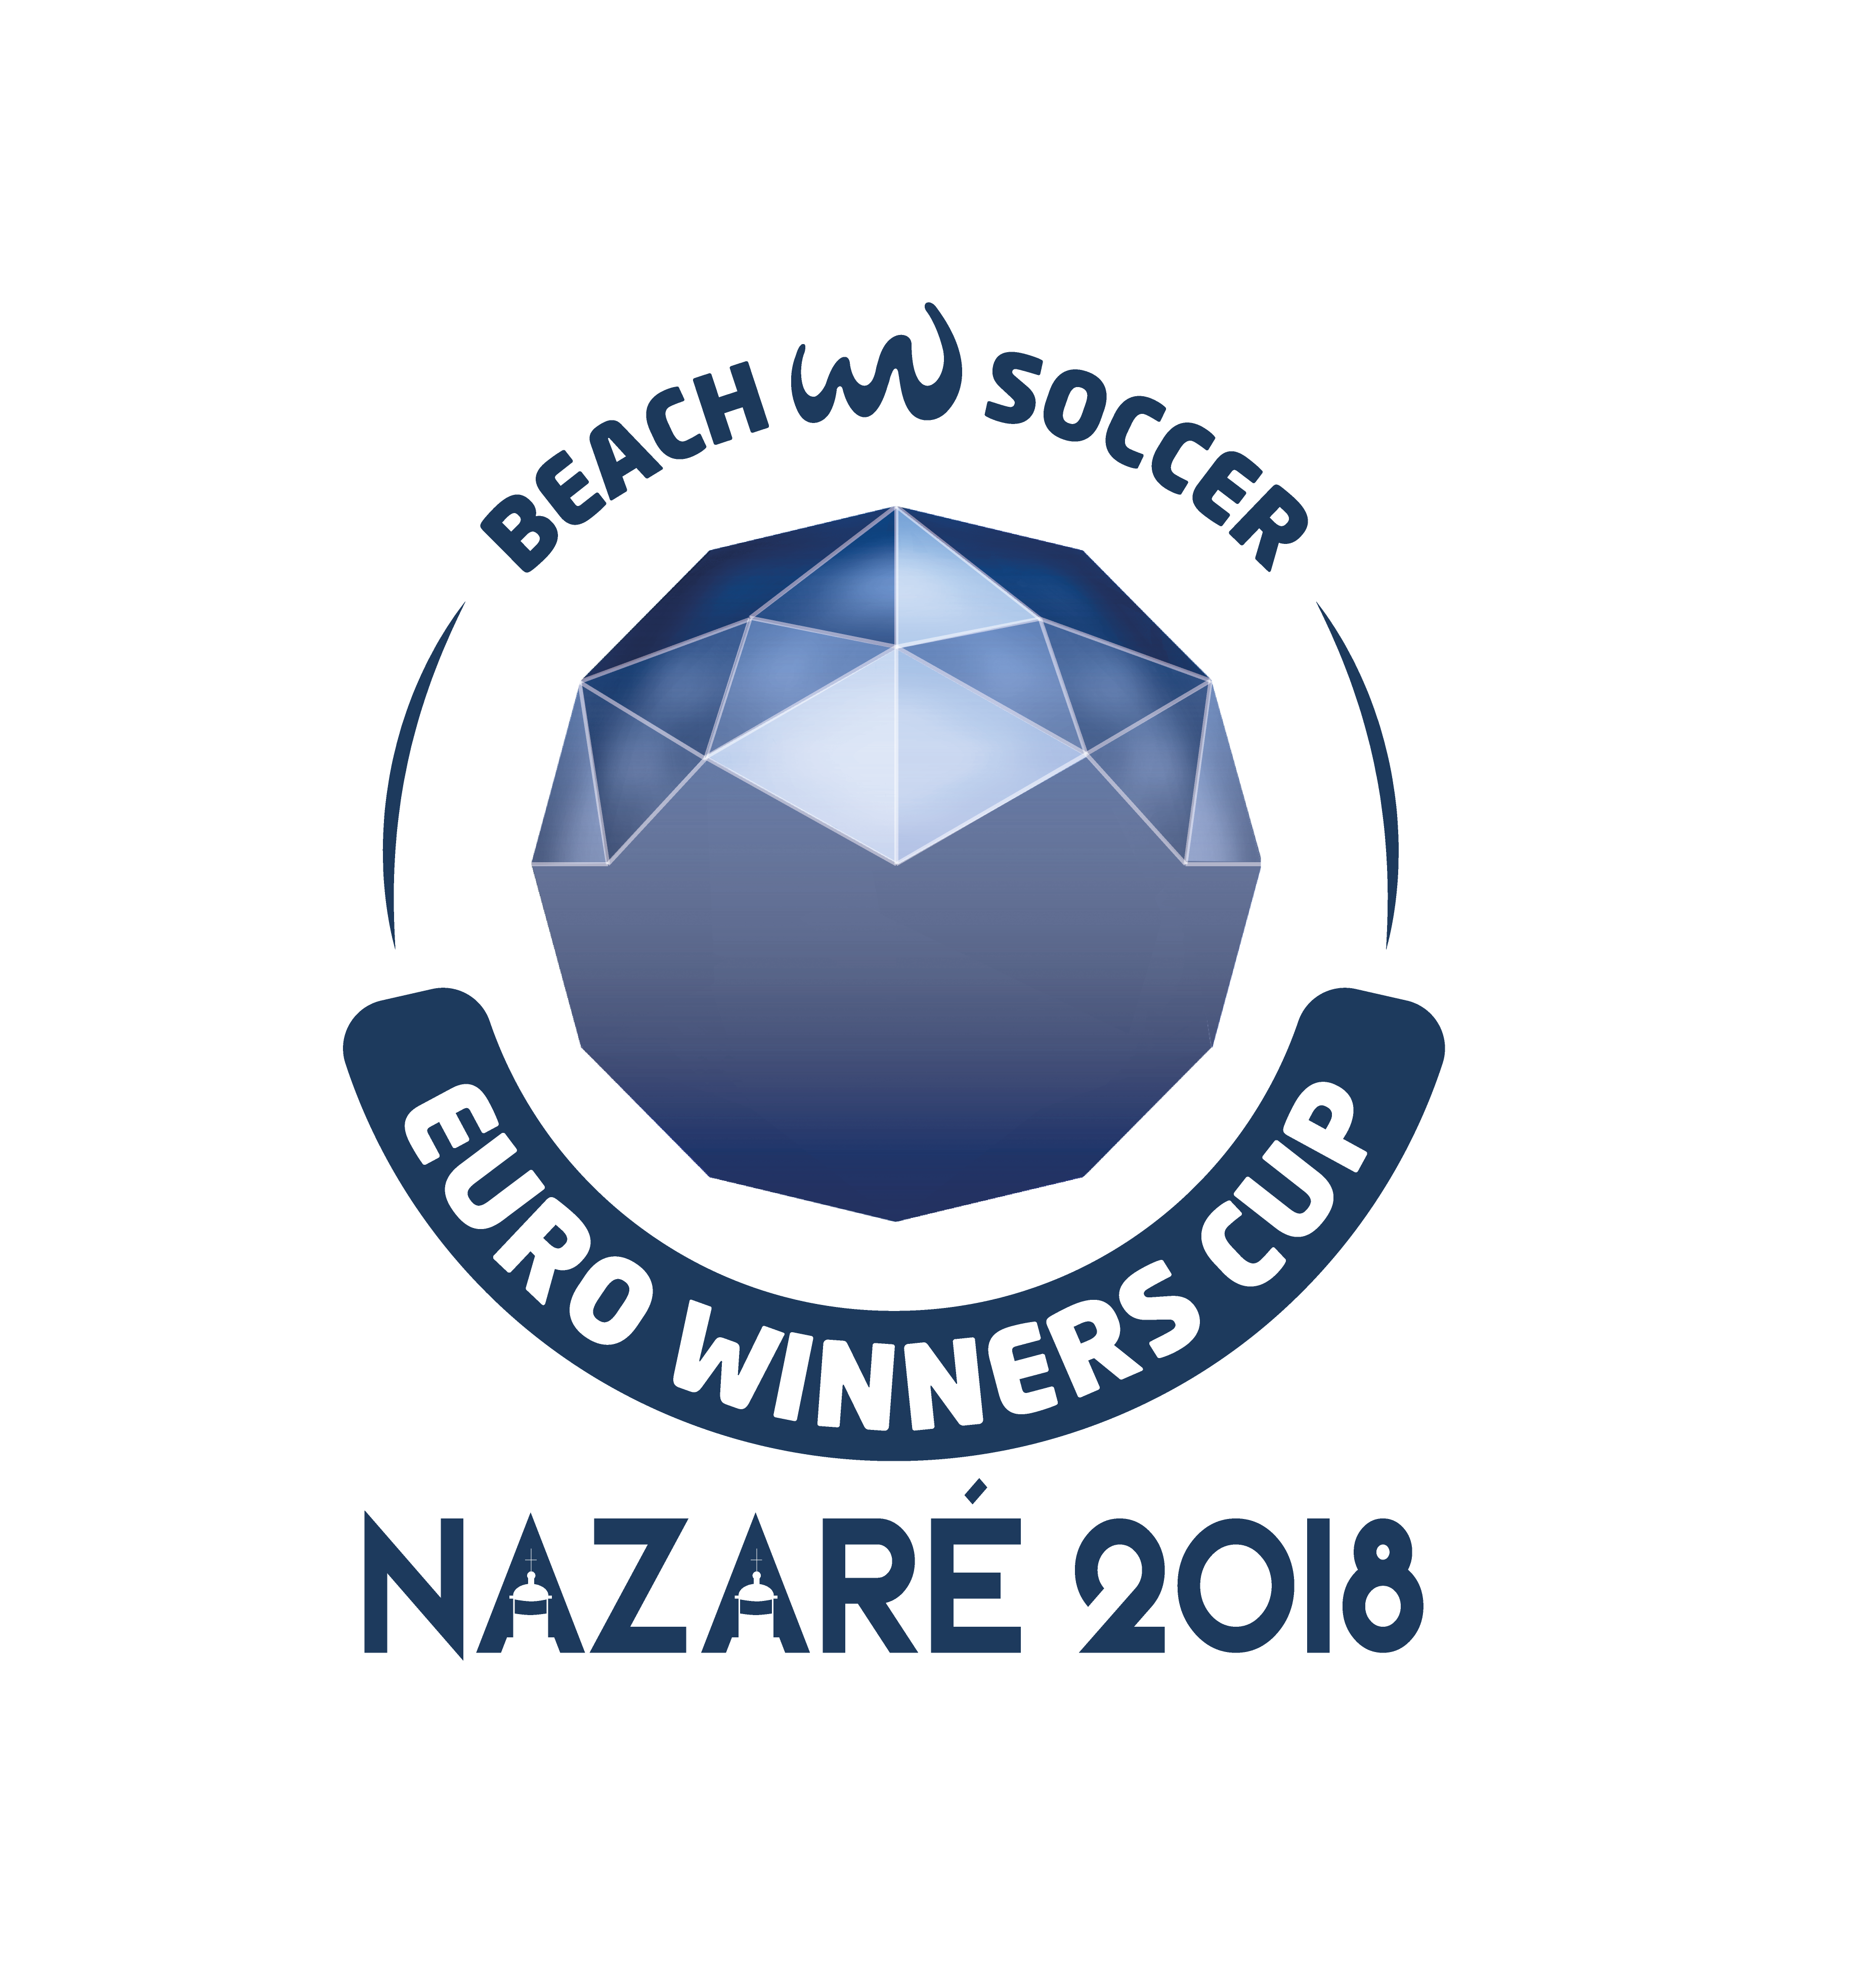 BEACH SOCCER
EURO WINNERS CUP
NAZARÉ 2018